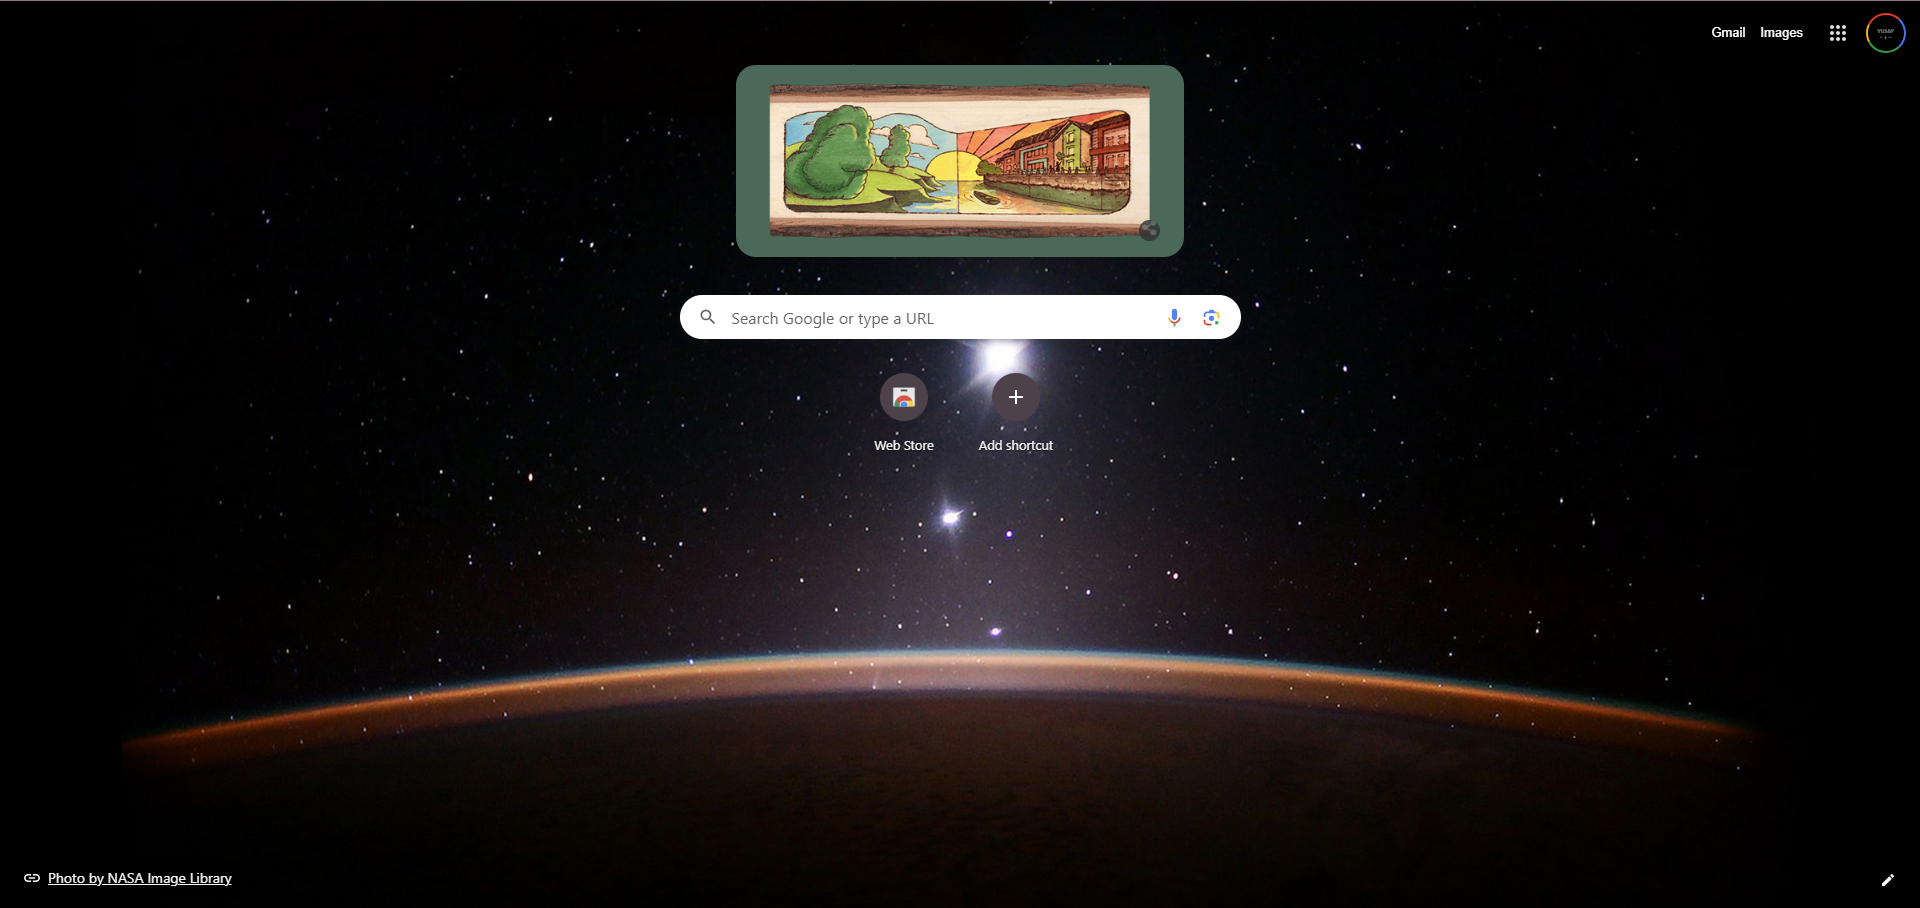 Gmail
Images
Search Google or type a URL
Web Store
Add shortcut
Photo by NASA Image Library